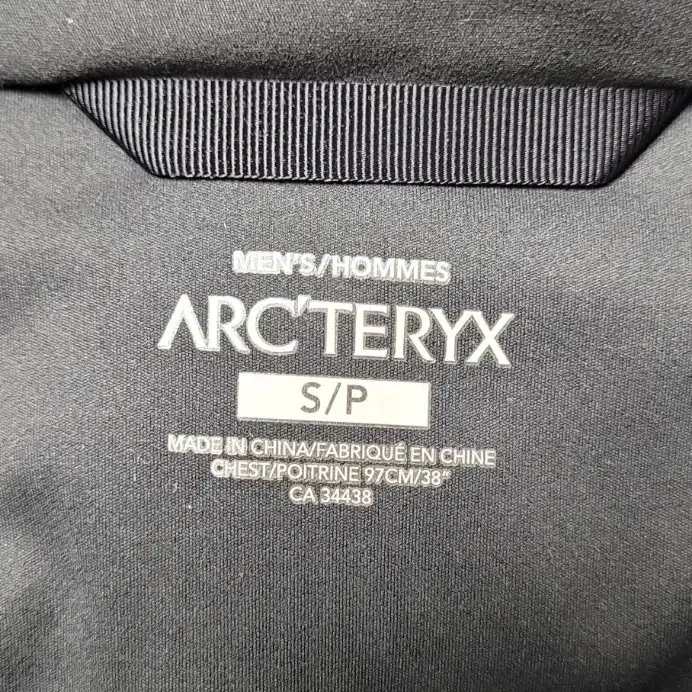 MEN'S/HOMMES
ARC'TERYX
S/P
MADE IN CHINA/FABRIQUÉ EN CHINE
CHEST/POITRINE 97CM/38"
CA 34438